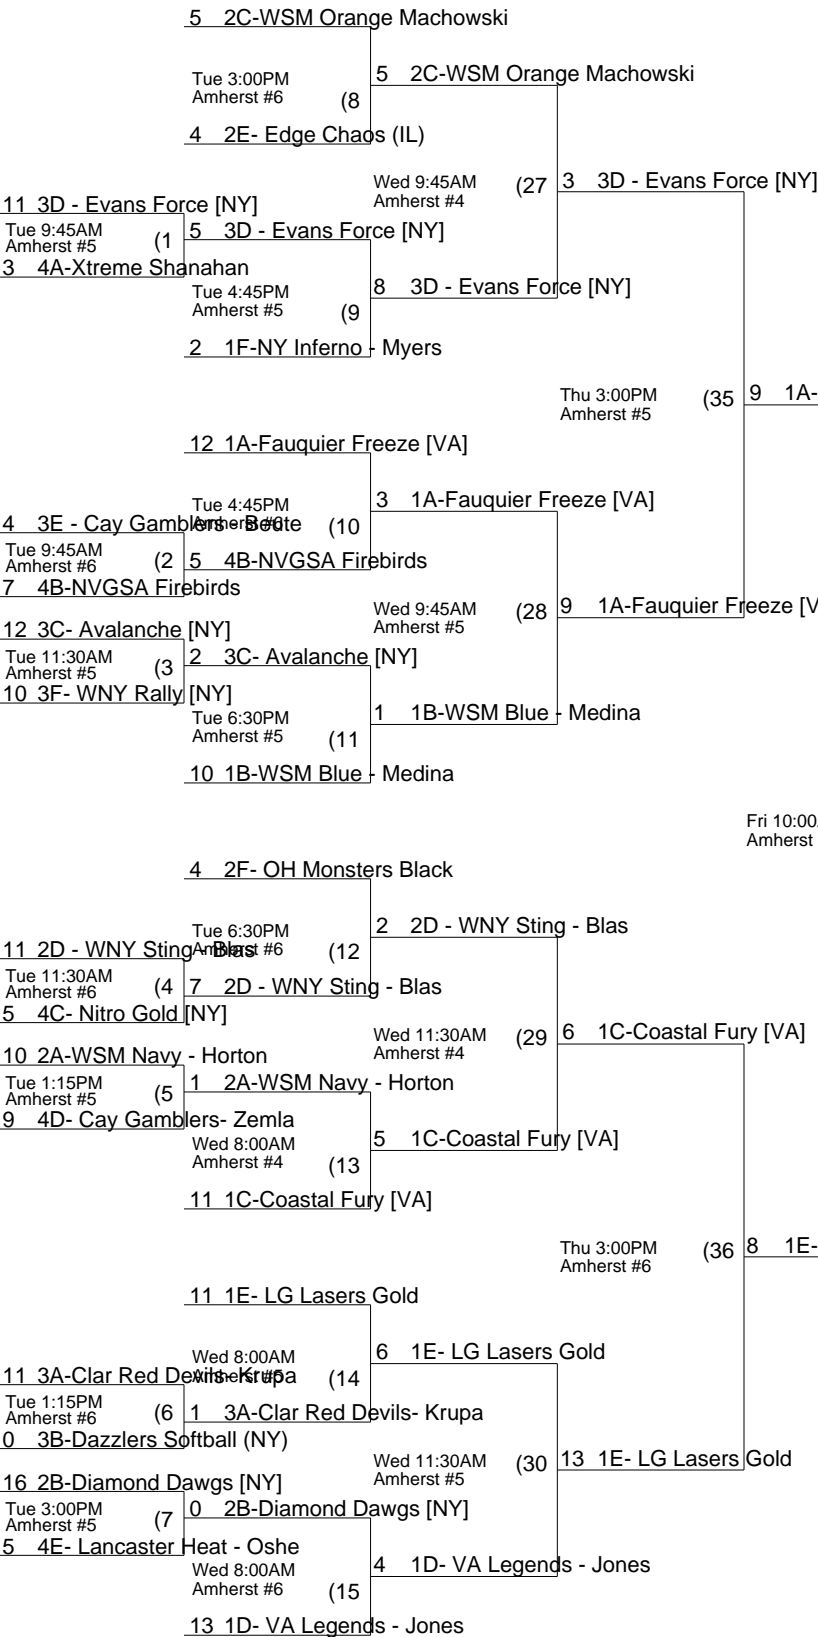 5 2C-WSM Orange Machowski
Tue 3:00PM
Amherst #6
(8
5 2C-WSM Orange Machowski
4 2E- Edge Chaos (IL)
Wed 9:45AM
Amherst #4
(27
3 3D - Evans Force [NY]
11 3D - Evans Force [NY]
Tue 9:45AM
Amherst #5
(1
5 3D - Evans Force [NY]
3 4A-Xtreme Shanahan
Tue 4:45PM
Amherst #5
(9
8 3D - Evans Force [NY]
2 1F-NY Inferno - Myers
Thu 3:00PM
Amherst #5
(35
9 1A-
12 1A-Fauquier Freeze [VA]
Tue 4:45PM
Amherst #6
(10
3 1A-Fauquier Freeze [VA]
4 3E - Cay Gamblers - Beute
Tue 9:45AM
Amherst #6
(2
5 4B-NVGSA Firebirds
7 4B-NVGSA Firebirds
Wed 9:45AM
Amherst #5
(28
9 1A-Fauquier Freeze [V
12 3C- Avalanche [NY]
Tue 11:30AM
Amherst #5
(3
2 3C- Avalanche [NY]
10 3F- WNY Rally [NY]
Tue 6:30PM
Amherst #5
(11
1 1B-WSM Blue - Medina
10 1B-WSM Blue - Medina
Fri 10:00
Amherst
4 2F- OH Monsters Black
Tue 6:30PM
Amherst #6
(12
2 2D - WNY Sting - Blas
11 2D - WNY Sting - Blas
Tue 11:30AM
Amherst #6
(4
7 2D - WNY Sting - Blas
5 4C- Nitro Gold [NY]
Wed 11:30AM
Amherst #4
(29
6 1C-Coastal Fury [VA]
10 2A-WSM Navy - Horton
Tue 1:15PM
Amherst #5
(5
1 2A-WSM Navy - Horton
9 4D- Cay Gamblers- Zemla
Wed 8:00AM
Amherst #4
(13
5 1C-Coastal Fury [VA]
11 1C-Coastal Fury [VA]
Thu 3:00PM
Amherst #6
(36
8 1E-
11 1E- LG Lasers Gold
Wed 8:00AM
Amherst #5
(14
6 1E- LG Lasers Gold
11 3A-Clar Red Devils- Krupa
Tue 1:15PM
Amherst #6
(6
1 3A-Clar Red Devils- Krupa
0 3B-Dazzlers Softball (NY)
Wed 11:30AM
Amherst #5
(30
13 1E- LG Lasers Gold
16 2B-Diamond Dawgs [NY]
Tue 3:00PM
Amherst #5
(7
0 2B-Diamond Dawgs [NY]
5 4E- Lancaster Heat - Oshe
Wed 8:00AM
Amherst #6
(15
4 1D- VA Legends - Jones
13 1D- VA Legends - Jones